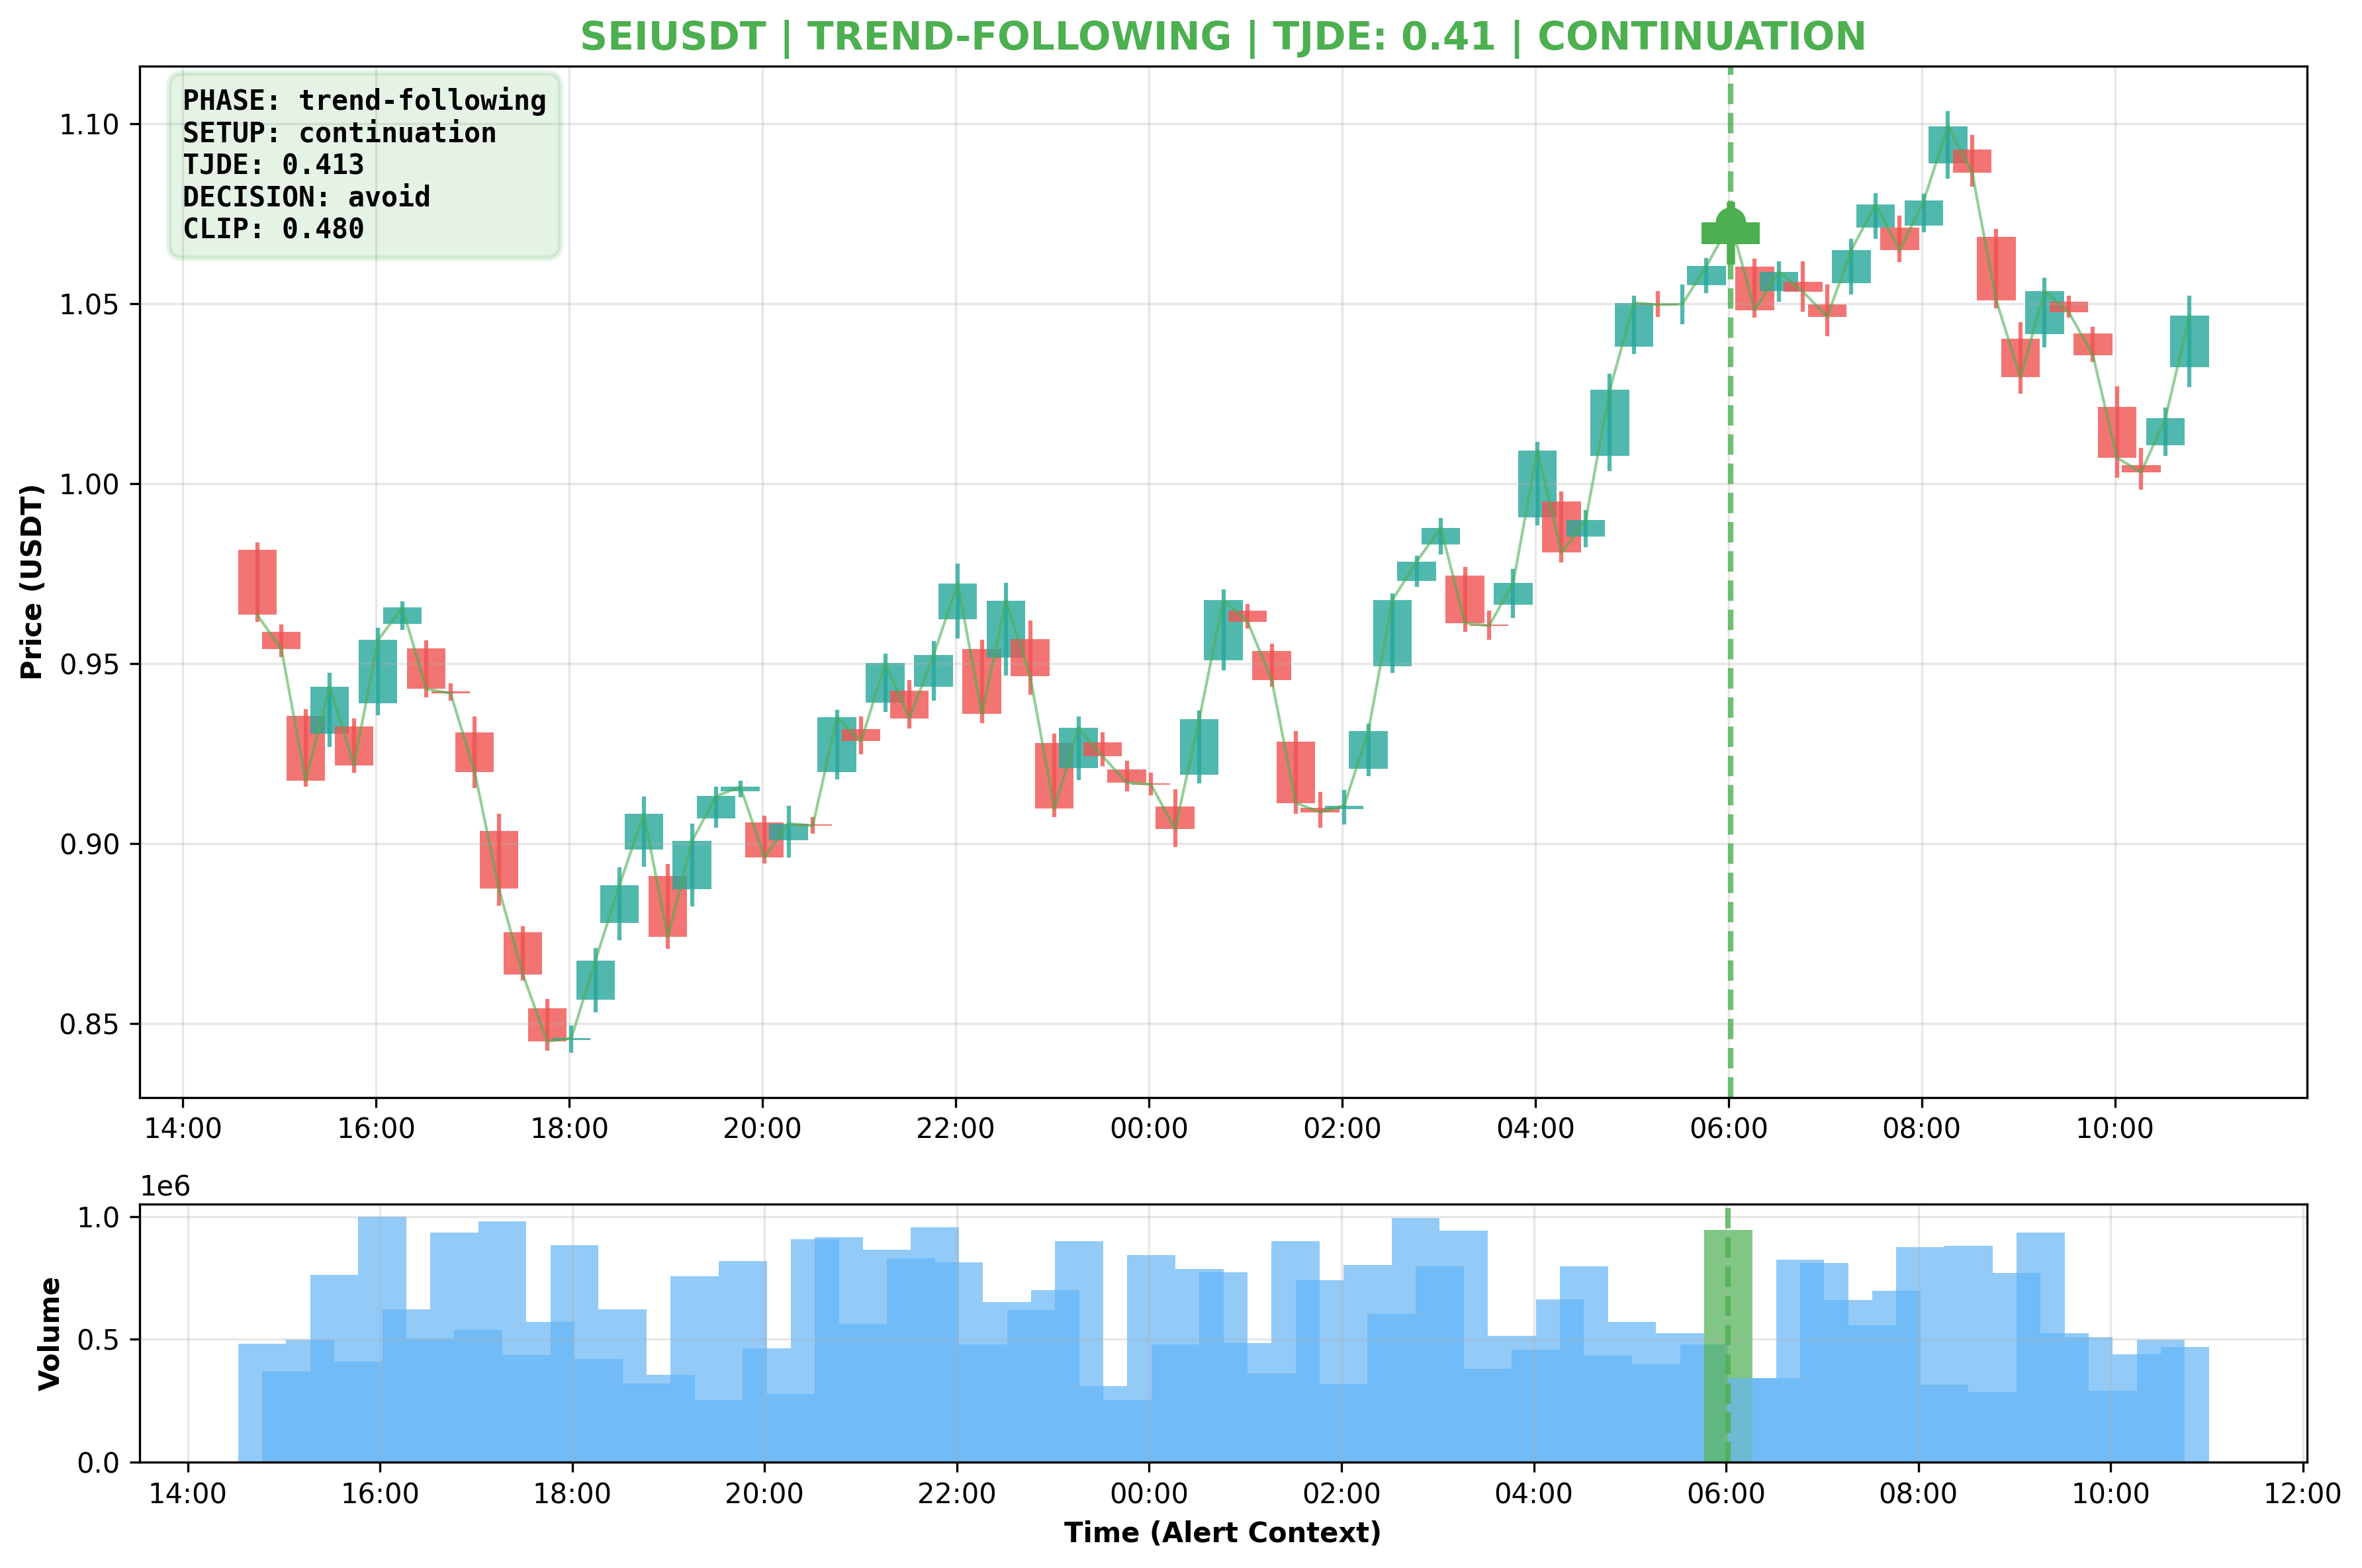 SEIUSDT | TREND-FOLLOWING | TJDE: 0.41 | CONTINUATION
PHASE: trend-following
SETUP: continuation
TJDE: 0.413
DECISION: avoid
CLIP: 0.480
Price (USDT)
1.10
1.05
1.00
0.95
0.90
0.85
14:00 16:00 18:00 20:00 22:00 00:00 02:00 04:00 06:00 08:00 10:00
1e6
Volume
1.0
0.5
0.0
14:00 16:00 18:00 20:00 22:00 00:00 02:00 04:00 06:00 08:00 10:00 12:00
Time (Alert Context)